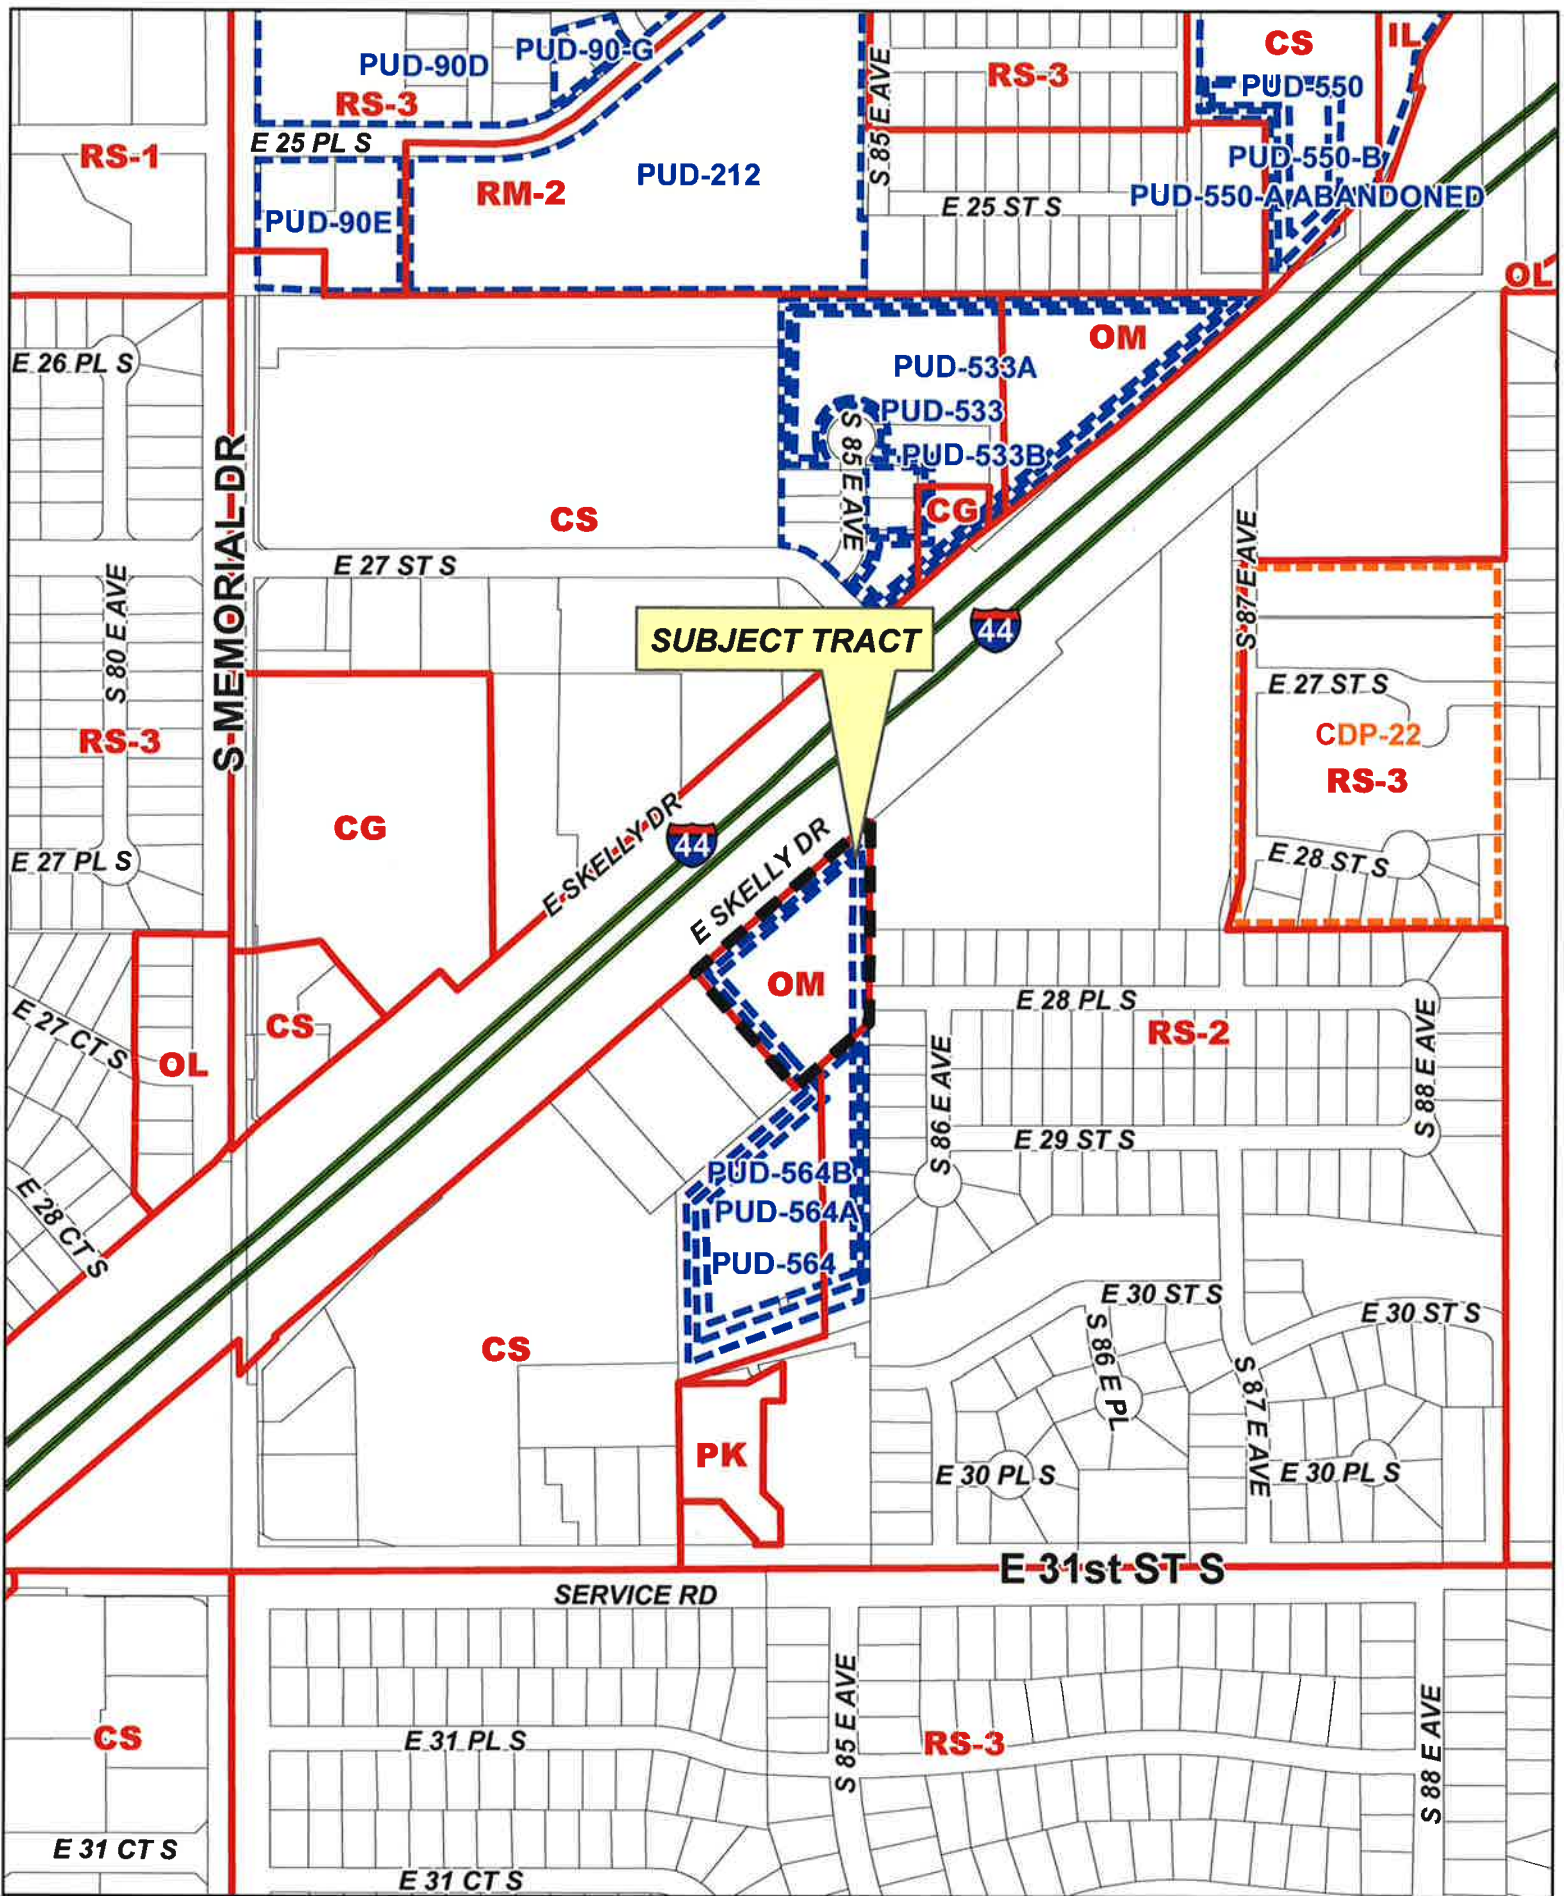 CS
IL
PUD-90-G
PUD-90D
RS-3
S 85 E AVE
RS-3
PUD-550
E 25 PL S
RS-1
PUD-550-B
PUD-212
RM-2
PUD-550-A ABANDONED
E 25 ST S
PUD-90E
OL
OM
E 26 PL S
PUD-533A
PUD-533
S 85 E AVE
PUD-533B
CG
CS
S MEMORIAL DR
E 27 ST S
S 87 E AVE
S 80 E AVE
SUBJECT TRACT
44
E 27 ST S
CDP-22
RS-3
RS-3
CG
44
E SKELLY DR
E SKELLY DR
E 27 PL S
E 28 ST S
OM
E 28 PL S
RS-2
CS
E 27 CT S
OL
S 86 E AVE
S 88 E AVE
E 29 ST S
PUD-564B
PUD-564A
PUD-564
E 28 CT S
E 30 ST S
E 30 ST S
CS
S 86 E PL
S 87 E AVE
PK
E 30 PL S
E 30 PL S
E 31st ST S
SERVICE RD
S 85 E AVE
S 88 E AVE
CS
E 31 PL S
RS-3
E 31 CT S
E 31 CT S